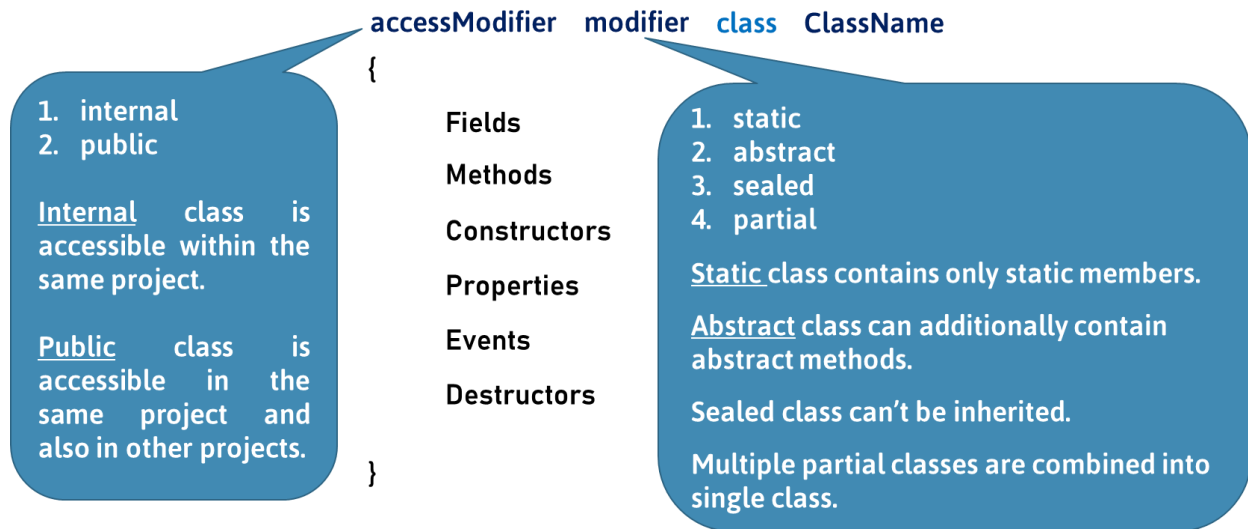 accessModifier modifier class ClassName
{
1. internal
2. public
Internal class is
accessible within the
same project.
Public class is
accessible in the
same project and
also in other projects.
Fields
Methods
Constructors
Properties
Events
Destructors
}
1. static
2. abstract
3. sealed
4. partial
Static class contains only static members.
Abstract class can additionally contain
abstract methods.
Sealed class can’t be inherited.
Multiple partial classes are combined into
single class.